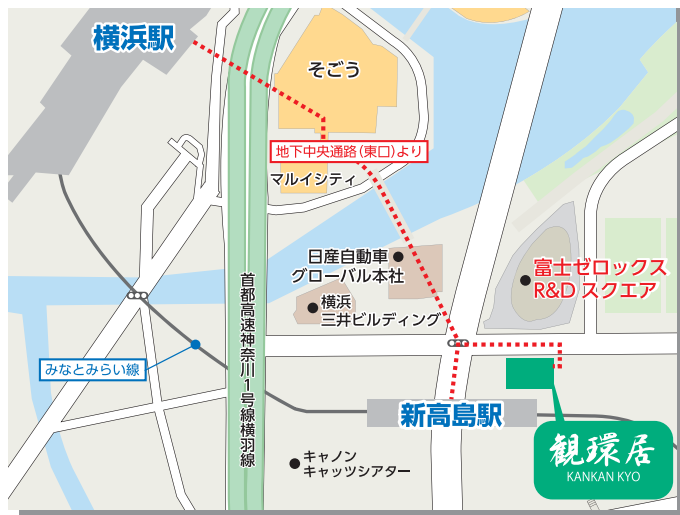 横浜駅
そごう
地下中央通路(東口)より
マルイシティ
日産自動車
グローバル本社
富士ゼロックス
R&Dスクエア
横浜
三井ビルディング
首都高速神奈川1号線横羽線
みなとみらい線
新高島駅
観環居
KANKAN KYO
キャノン
キャッツシアター